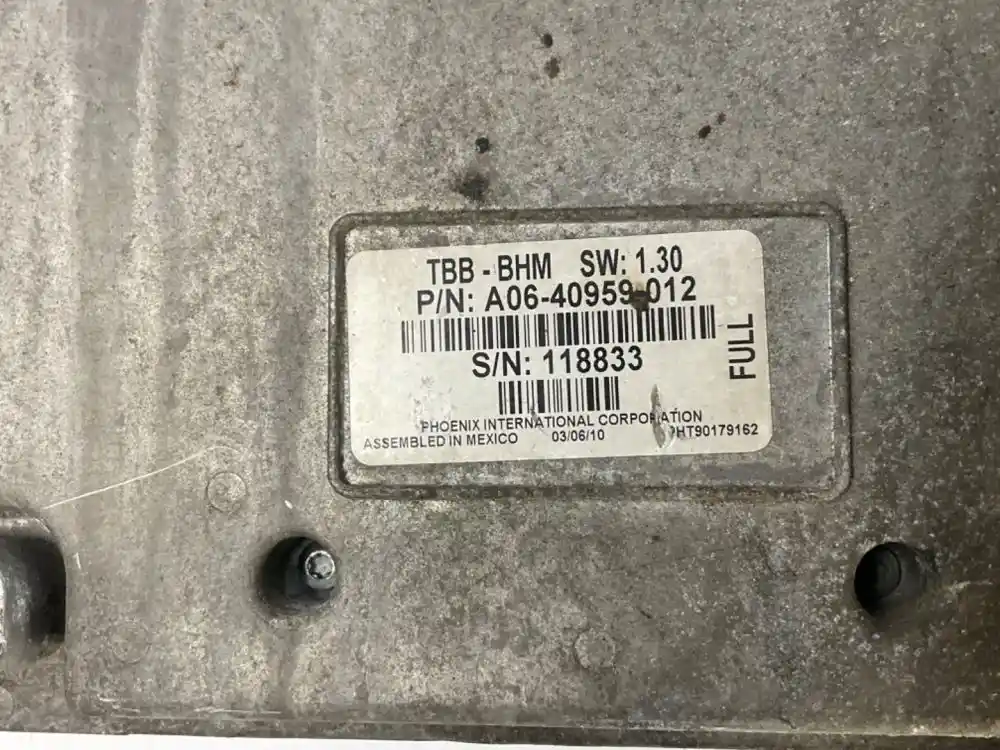 TBB - BHM SW: 1.30
P/N: A06-40959-012
S/N: 118833
FULL
PHOENIX INTERNATIONAL CORPORATION
ASSEMBLED IN MEXICO 03/06/10 PHT90179162